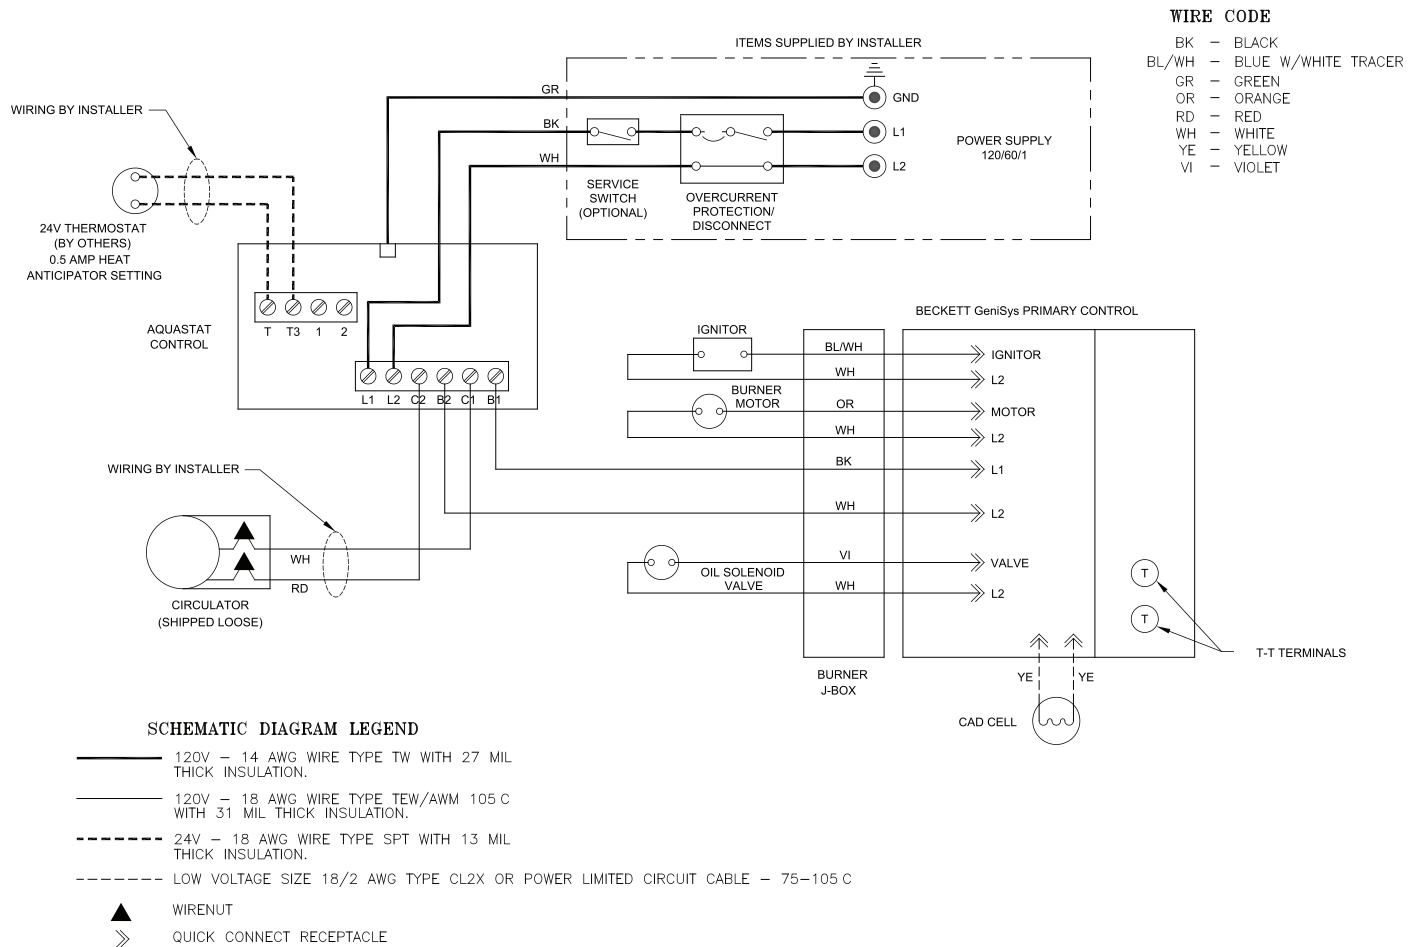 WIRE CODE
BK – BLACK
BL/WH – BLUE W/WHITE TRACER
GR – GREEN
OR – ORANGE
RD – RED
WH – WHITE
YE – YELLOW
VI – VIOLET
ITEMS SUPPLIED BY INSTALLER
GR
GND
BK
L1
WH
L2
POWER SUPPLY
120/60/1
SERVICE
SWITCH
(OPTIONAL)
OVERCURRENT
PROTECTION/
DISCONNECT
WIRING BY INSTALLER
24V THERMOSTAT
(BY OTHERS)
0.5 AMP HEAT
ANTICIPATOR SETTING
AQUASTAT
CONTROL
T T3 1 2
L1 L2 C2 B2 C1 B1
BECKETT GeniSys PRIMARY CONTROL
IGNITOR
BL/WH
IGNITOR
WH
L2
BURNER
MOTOR
OR
MOTOR
WH
L2
BK
L1
WH
L2
VI
VALVE
OIL SOLENOID
VALVE
WH
L2
T
T
T-T TERMINALS
BURNER
J-BOX
YE YE
CAD CELL
WIRING BY INSTALLER
WH
RD
CIRCULATOR
(SHIPPED LOOSE)
SCHEMATIC DIAGRAM LEGEND
120V – 14 AWG WIRE TYPE TW WITH 27 MIL
THICK INSULATION.
120V – 18 AWG WIRE TYPE TEW/AWM 105 C
WITH 31 MIL THICK INSULATION.
24V – 18 AWG WIRE TYPE SPT WITH 13 MIL
THICK INSULATION.
LOW VOLTAGE SIZE 18/2 AWG TYPE CL2X OR POWER LIMITED CIRCUIT CABLE – 75–105 C
WIRENUT
QUICK CONNECT RECEPTACLE